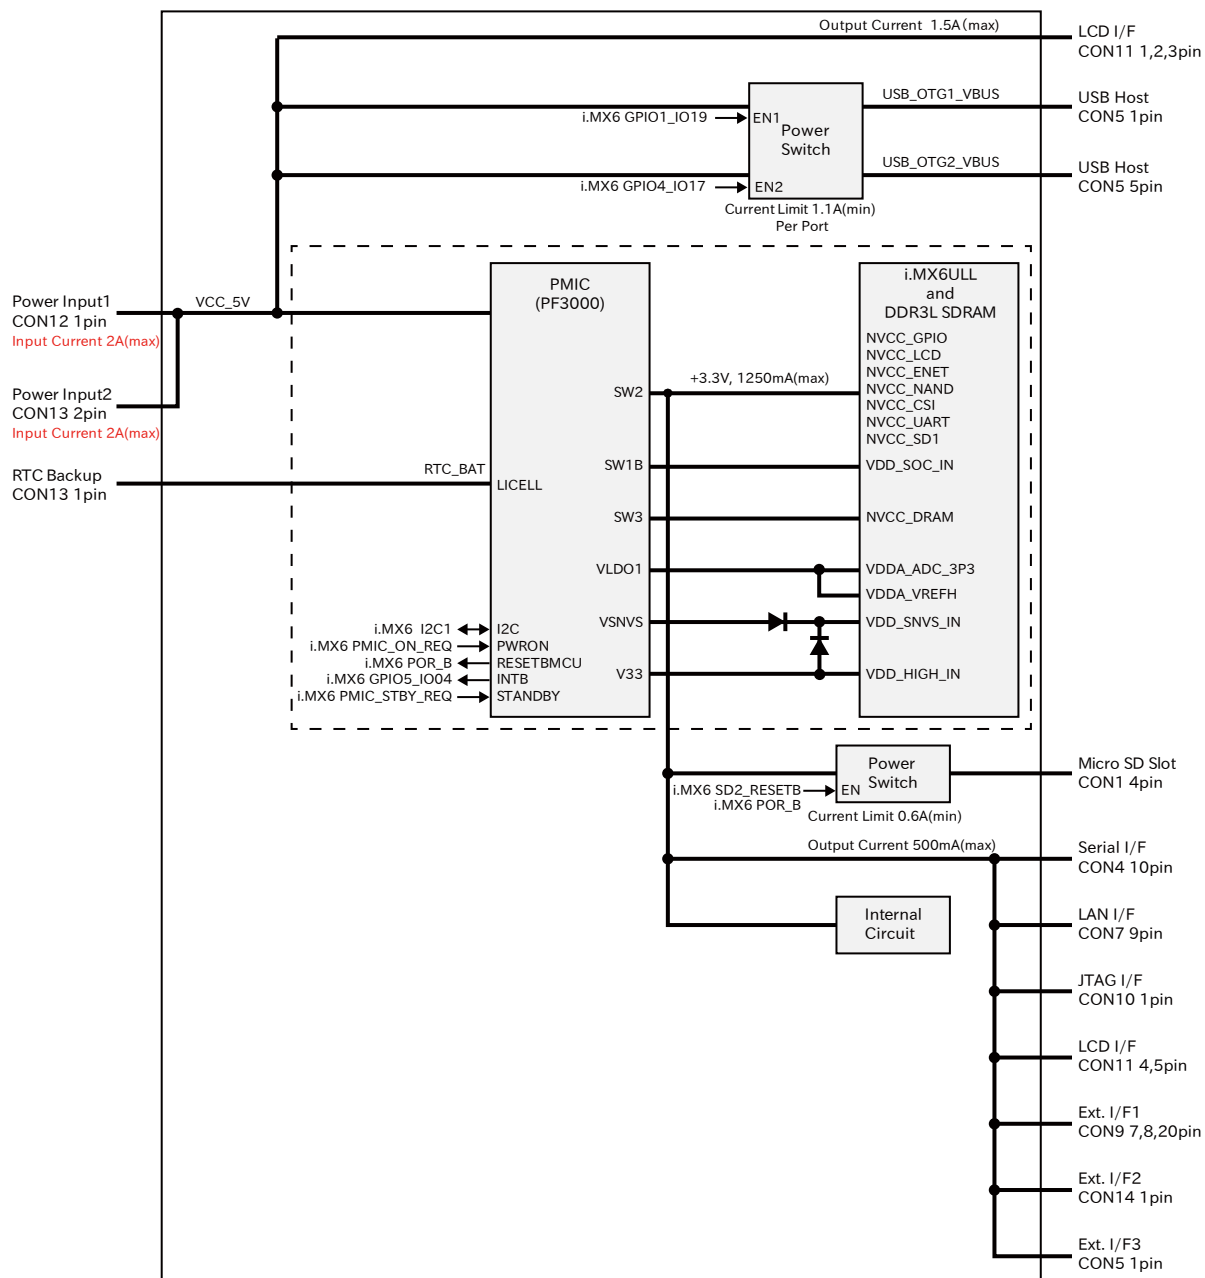 Output Current 1.5A(max)
LCD I/F
CON11 1,2,3pin
USB_OTG1_VBUS
USB Host
CON5 1pin
i.MX6 GPIO1_IO19
EN1
Power
Switch
USB_OTG2_VBUS
USB Host
CON5 5pin
i.MX6 GPIO4_IO17
EN2
Current Limit 1.1A(min)
Per Port
Power Input1
CON12 1pin
Input Current 2A(max)
VCC_5V
PMIC
(PF3000)
i.MX6ULL
and
DDR3L SDRAM
NVCC_GPIO
NVCC_LCD
NVCC_ENET
NVCC_NAND
NVCC_CSI
NVCC_UART
NVCC_SD1
Power Input2
CON13 2pin
Input Current 2A(max)
SW2
+3.3V, 1250mA(max)
RTC Backup
CON13 1pin
RTC_BAT
LICELL
SW1B
VDD_SOC_IN
SW3
NVCC_DRAM
VLDO1
VDDA_ADC_3P3
VDDA_VREFH
VSNVS
VDD_SNVS_IN
V33
VDD_HIGH_IN
i.MX6 I2C1
I2C
i.MX6 PMIC_ON_REQ
PWRON
i.MX6 POR_B
RESETBMCU
i.MX6 GPIO5_IO04
INTB
i.MX6 PMIC_STBY_REQ
STANDBY
Power
Switch
Micro SD Slot
CON1 4pin
i.MX6 SD2_RESETB
i.MX6 POR_B
EN
Current Limit 0.6A(min)
Output Current 500mA(max)
Serial I/F
CON4 10pin
Internal
Circuit
LAN I/F
CON7 9pin
JTAG I/F
CON10 1pin
LCD I/F
CON11 4,5pin
Ext. I/F1
CON9 7,8,20pin
Ext. I/F2
CON14 1pin
Ext. I/F3
CON5 1pin